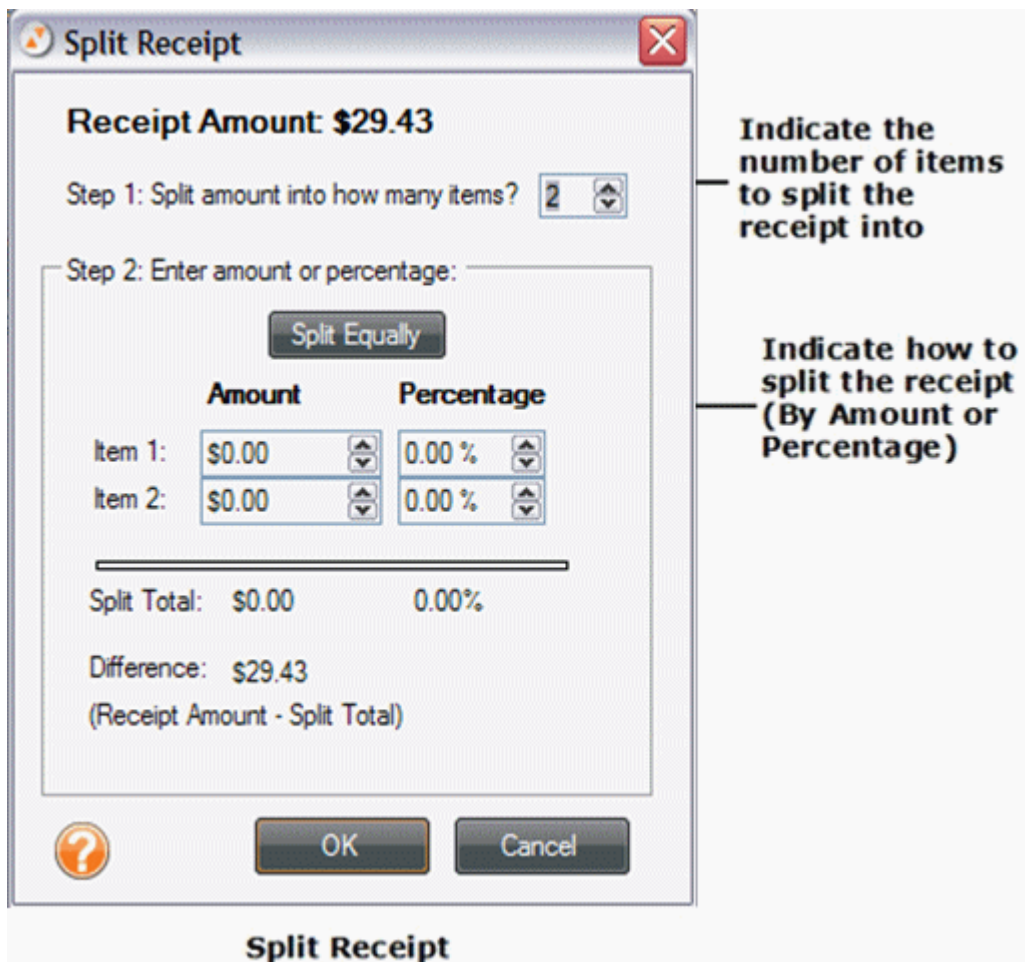 Split Receipt
Receipt Amount: $29.43
Step 1: Split amount into how many items? 2
Step 2: Enter amount or percentage:
Split Equally
Amount Percentage
Item 1: $0.00 0.00 %
Item 2: $0.00 0.00 %
Split Total: $0.00 0.00%
Difference: $29.43
(Receipt Amount - Split Total)
?
OK Cancel
Indicate the
number of items
to split the
receipt into
Indicate how to
split the receipt
(By Amount or
Percentage)
Split Receipt